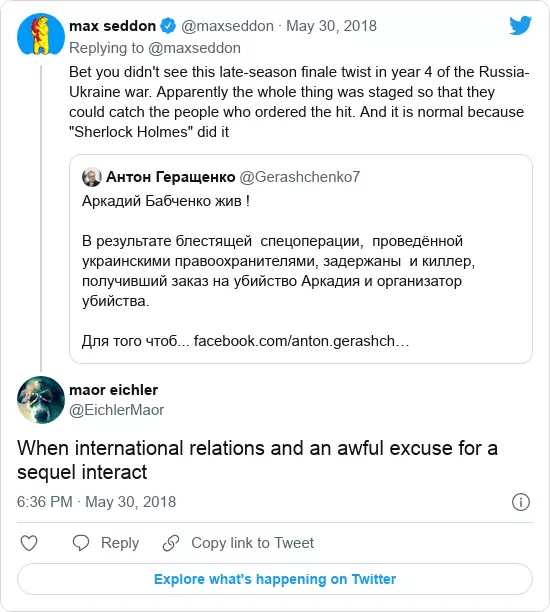 max seddon @maxseddon · May 30, 2018
Replying to @maxseddon
Bet you didn't see this late-season finale twist in year 4 of the Russia-
Ukraine war. Apparently the whole thing was staged so that they
could catch the people who ordered the hit. And it is normal because
"Sherlock Holmes" did it
Антон Геращенко @Gerashchenko7
Аркадий Бабченко жив !
В результате блестящей спецоперации, проведённой
украинскими правоохранителями, задержаны и киллер,
получивший заказ на убийство Аркадия и организатор
убийства.
Для того чтоб... facebook.com/anton.gerashch…
maor eichler
@EichlerMaor
When international relations and an awful excuse for a
sequel interact
6:36 PM · May 30, 2018
Reply
Copy link to Tweet
Explore what's happening on Twitter